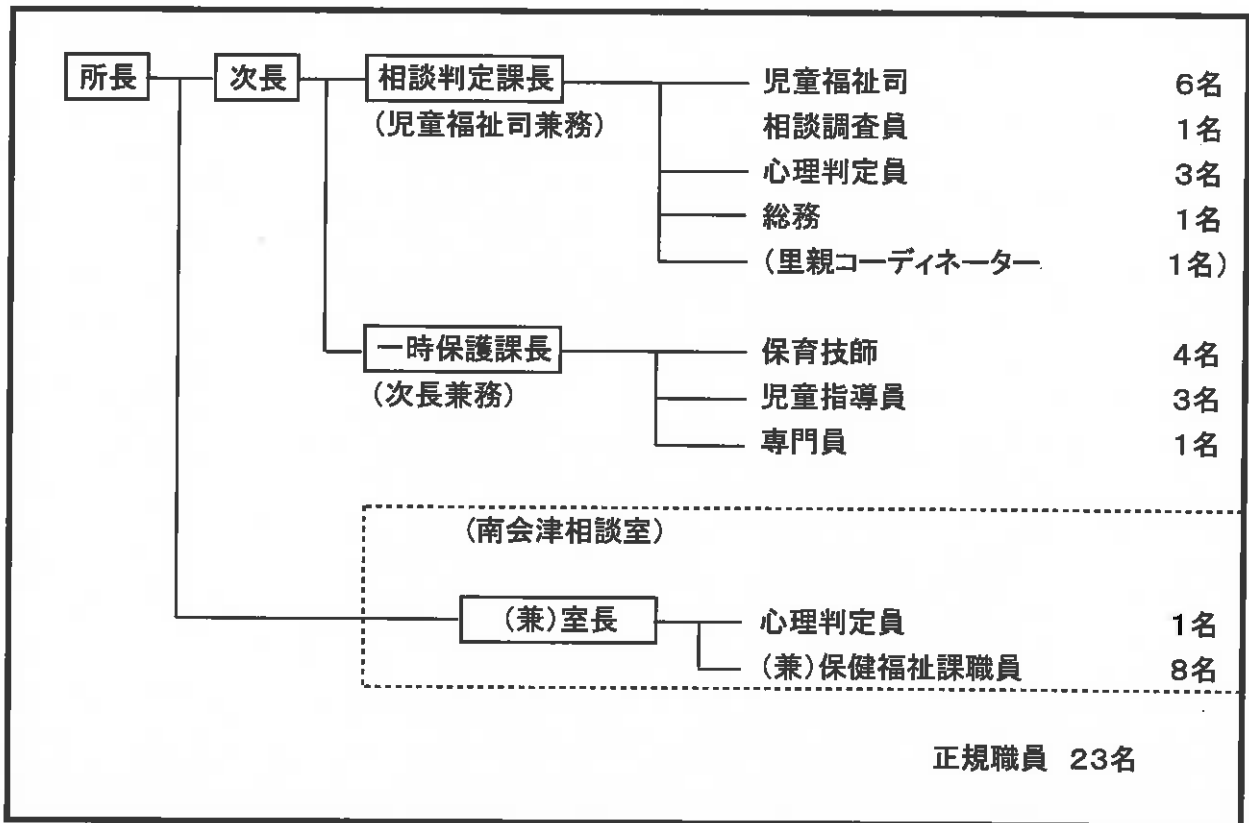 所長 次長 相談判定課長 児童福祉司 6名
(児童福祉司兼務) 相談調査員 1名
心理判定員 3名
総務 1名
(里親コーディネーター 1名)
一時保護課長 保育技師 4名
(次長兼務) 児童指導員 3名
専門員 1名
(南会津相談室)
(兼)室長 心理判定員 1名
(兼)保健福祉課職員 8名
正規職員 23名